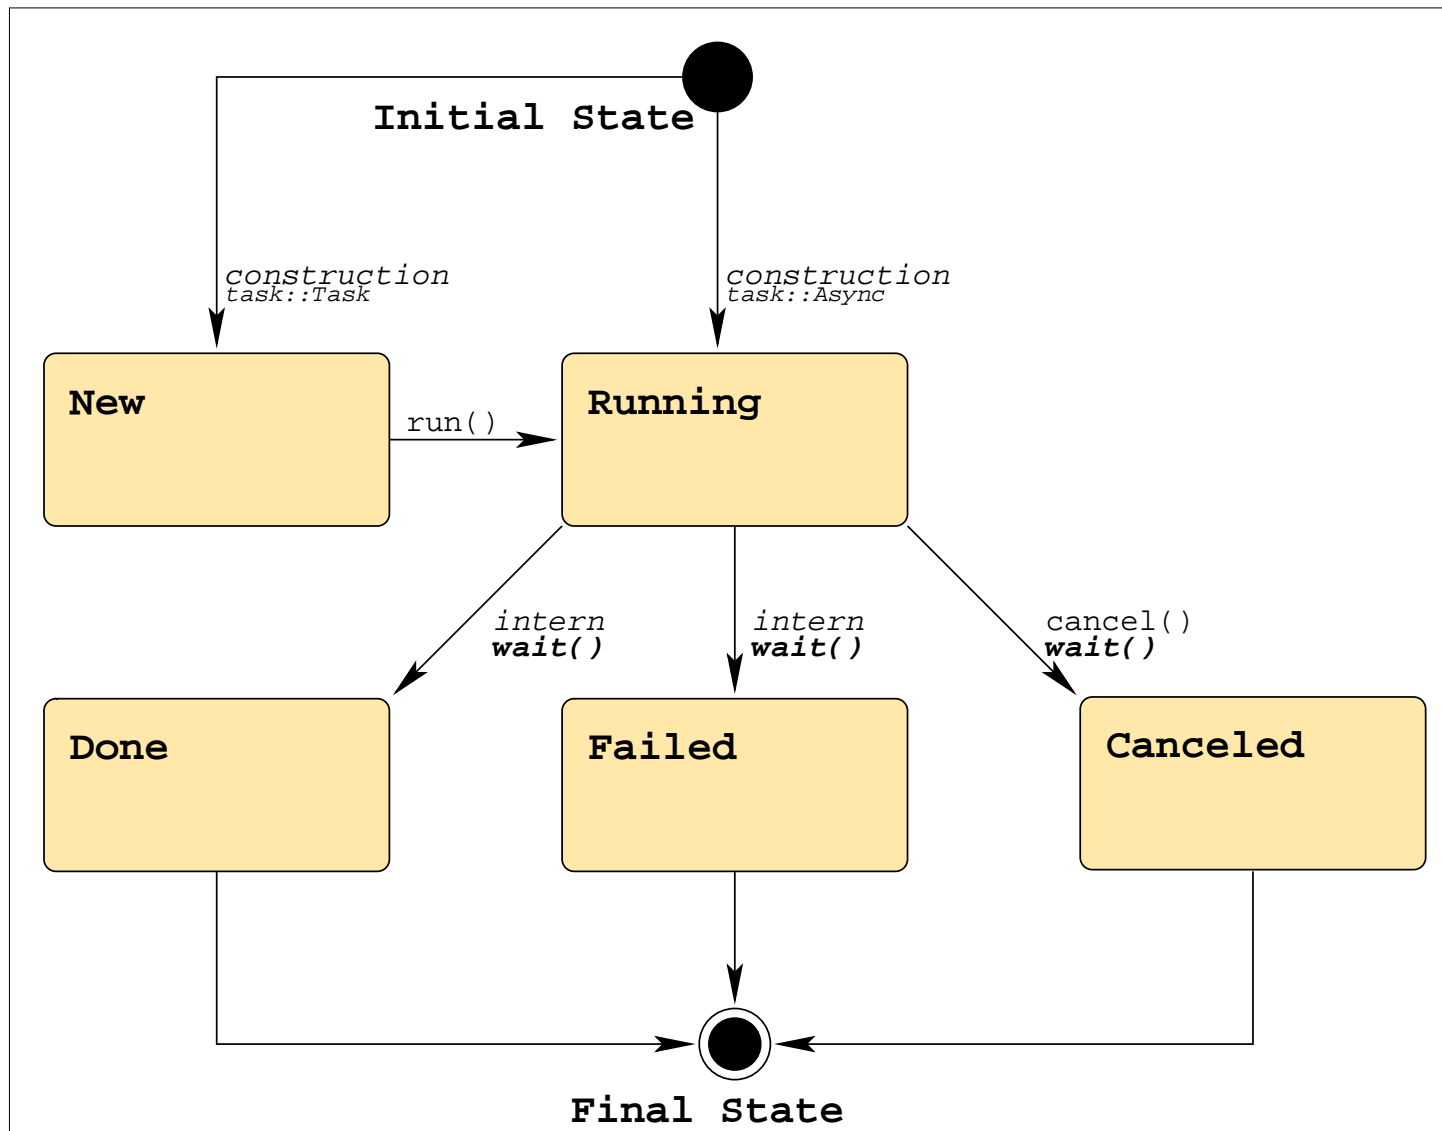 Initial State
construction
task::Task
construction
task::Async
New
run()
Running
intern
wait()
intern
wait()
cancel()
wait()
Done
Failed
Canceled
Final State